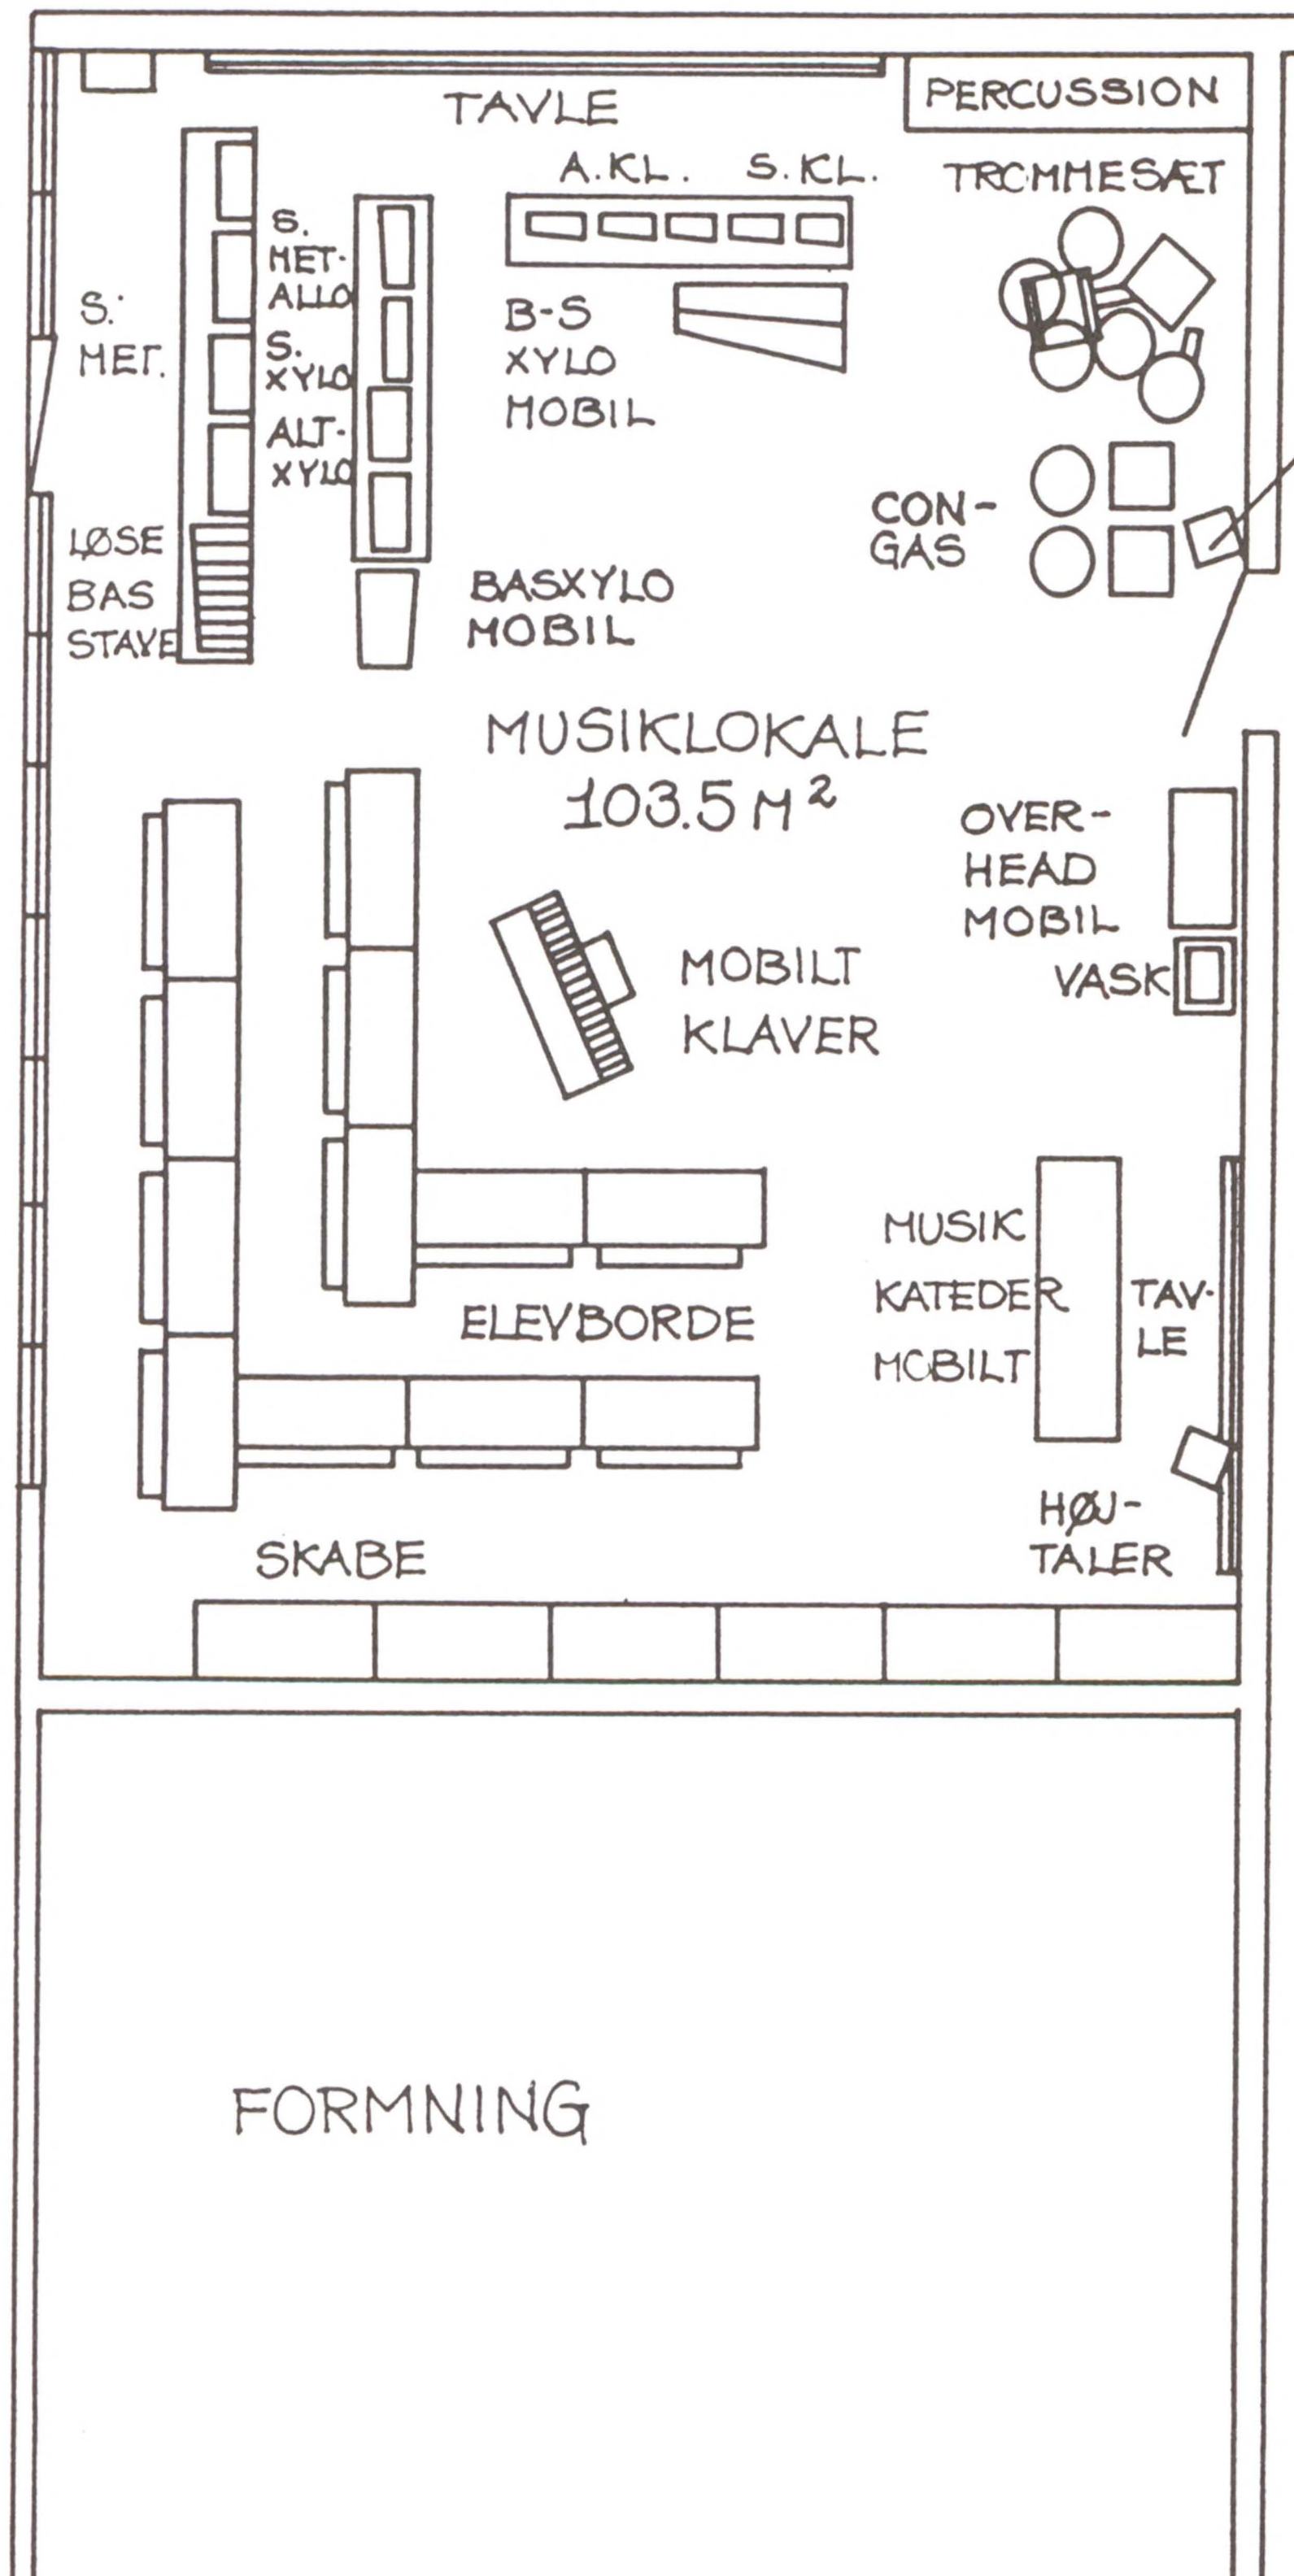 TAVLE
PERCUSSION
A.KL. S.KL.
TROMMESÆT
S.
MET-
ALLO
S.
XYLO
ALT-
XYLO
S.
MET.
B-S
XYLO
MOBIL
CON-
GAS
LØSE
BAS
STAVE
BASXYLO
MOBIL
MUSIKLOKALE
103.5 M²
OVER-
HEAD
MOBIL
VASK
MOBILT
KLAVER
MUSIK
KATEDER
MOBILT
TAV-
LE
ELEVBORDE
HØJ-
TALER
SKABE
FORMNING